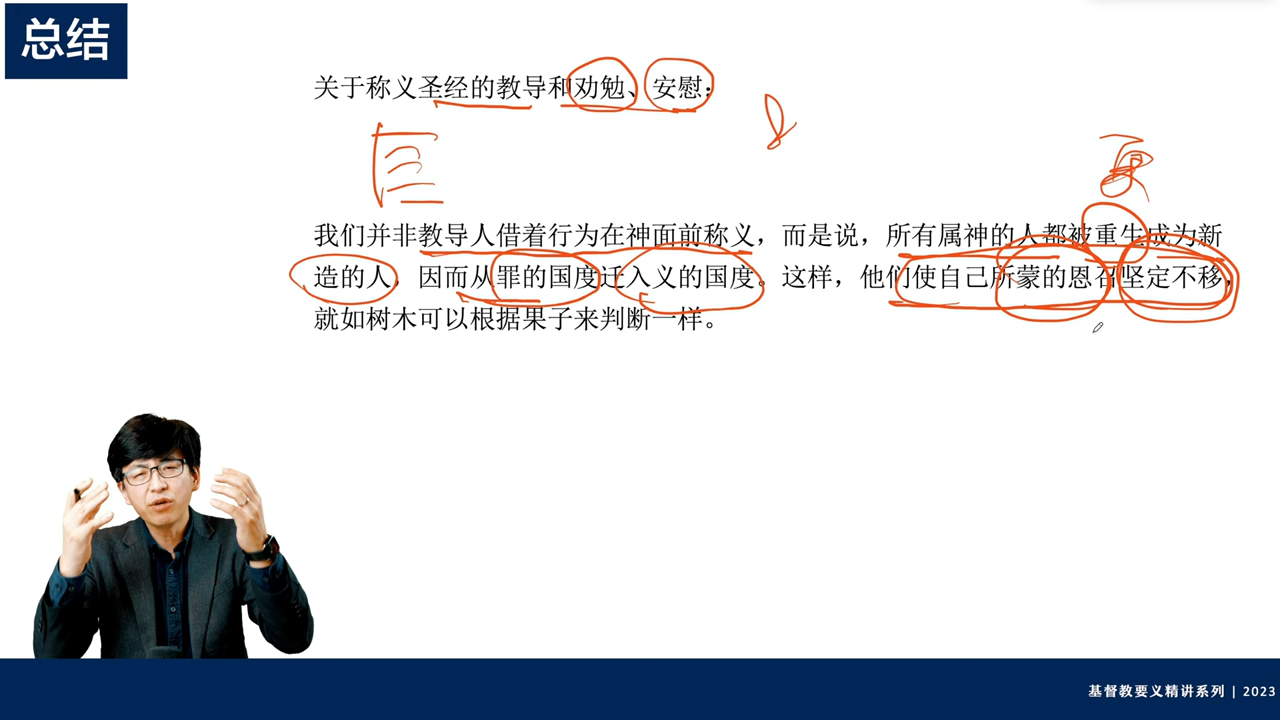 总结
关于称义圣经的教导和劝勉、安慰：
我们并非教导人借着行为在神面前称义，而是说，所有属神的人都被重生成为新
造的人，因而从罪的国度迁入义的国度。这样，他们使自己所蒙的恩召坚定不移，
就如树木可以根据果子来判断一样。
基督教要义精讲系列 | 2023